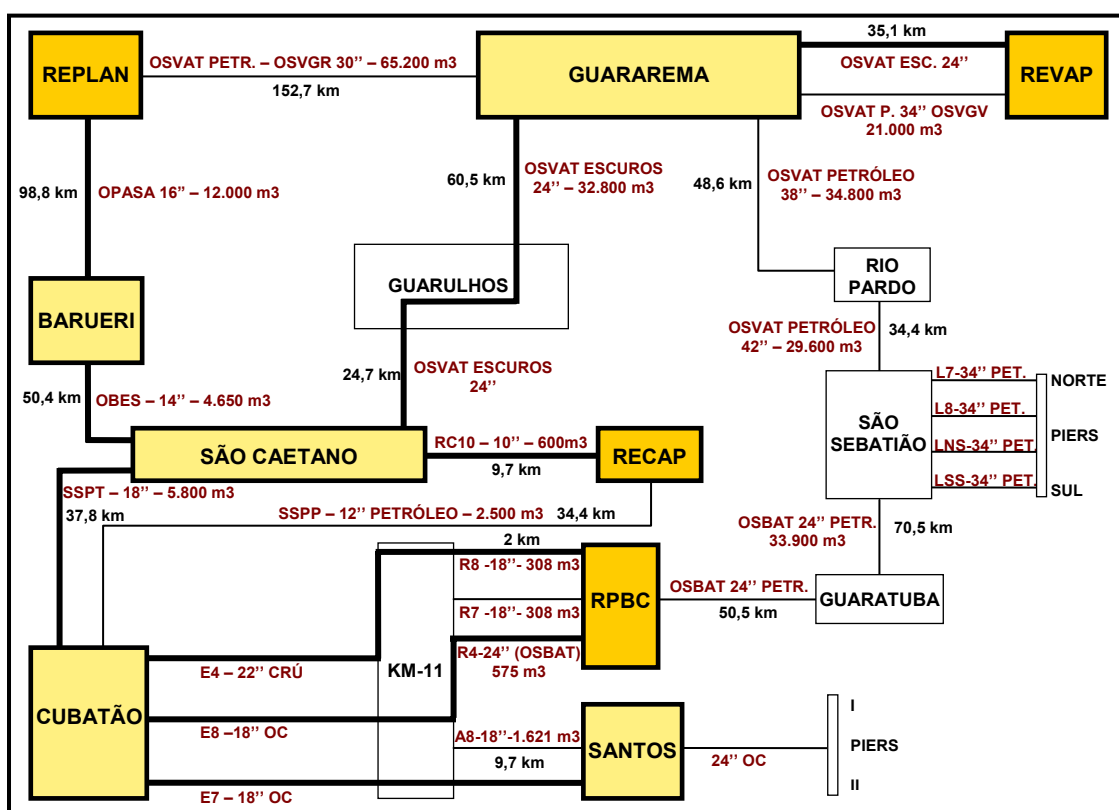 35,1 km
REPLAN
OSVAT PETR. – OSVGR 30’’ – 65.200 m3
152,7 km
GUARAREMA
OSVAT ESC. 24’’
REVAP
OSVAT P. 34’’ OSVGV
21.000 m3
98,8 km
OPASA 16” – 12.000 m3
60,5 km
OSVAT ESCUROS
24’’ – 32.800 m3
48,6 km
OSVAT PETRÓLEO
38’’ – 34.800 m3
GUARULHOS
RIO
PARDO
BARUERI
OSVAT PETRÓLEO
42’’ – 29.600 m3
34,4 km
24,7 km
OSVAT ESCUROS
24’’
50,4 km
OBES – 14’’ – 4.650 m3
L7-34’’ PET.
NORTE
L8-34’’ PET.
SÃO
SEBATIÃO
PIERS
LNS-34’’ PET.
LSS-34’’ PET.
SUL
SÃO CAETANO
RC10 – 10’’ – 600m3
9,7 km
RECAP
SSPT – 18’’ – 5.800 m3
37,8 km
SSPP – 12’’ PETRÓLEO – 2.500 m3
34,4 km
OSBAT 24’’ PETR.
33.900 m3
70,5 km
2 km
R8 -18’’- 308 m3
RPBC
OSBAT 24’’ PETR.
50,5 km
GUARATUBA
R7 -18’’- 308 m3
R4-24’’ (OSBAT)
575 m3
KM-11
E4 – 22’’ CRÚ
CUBATÃO
E8 –18’’ OC
A8-18’’-1.621 m3
9,7 km
SANTOS
24’’ OC
I
PIERS
II
E7 – 18’’ OC